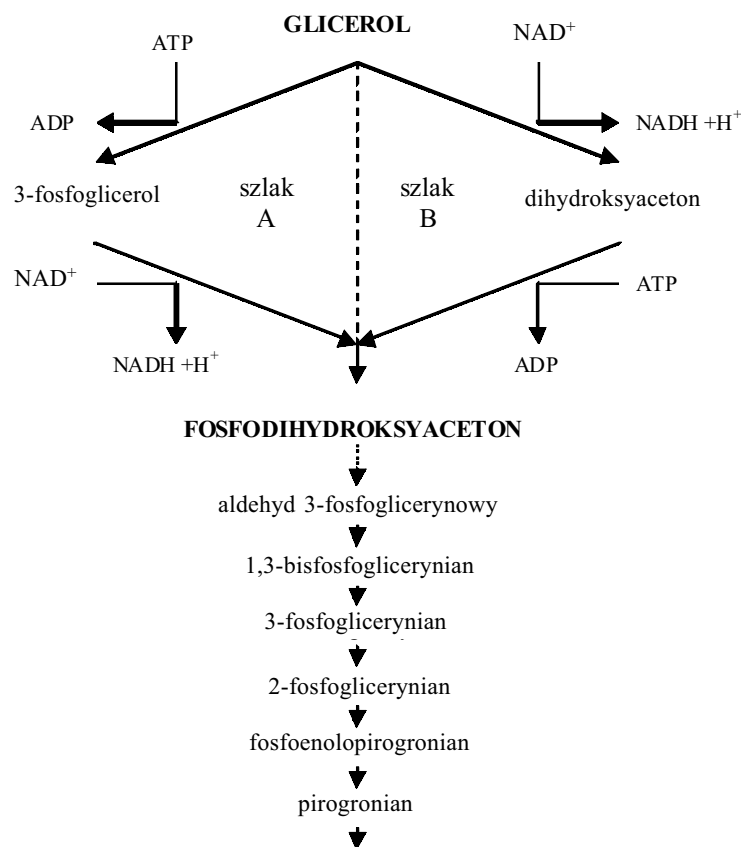 GLICEROL
ATP
NAD⁺
ADP
NADH +H⁺
3-fosfoglicerol
szlak
A
szlak
B
dihydroksyaceton
NAD⁺
ATP
NADH +H⁺
ADP
FOSFODIHYDROKSYACETON
aldehyd 3-fosfoglicerynowy
1,3-bisfosfoglicerynian
3-fosfoglicerynian
2-fosfoglicerynian
fosfoenolopirogronian
pirogronian